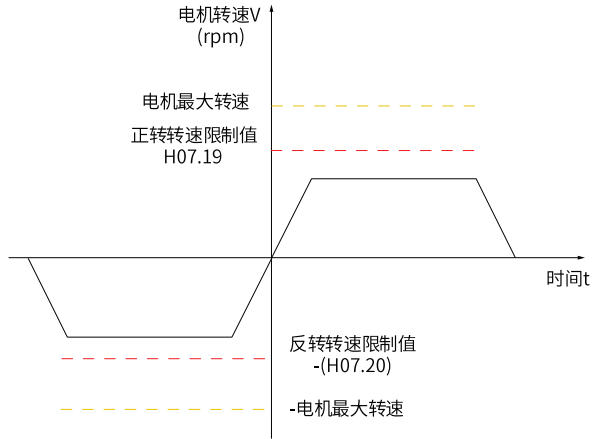 电机转速V
(rpm)
电机最大转速
正转转速限制值
H07.19
时间t
反转转速限制值
-(H07.20)
-电机最大转速